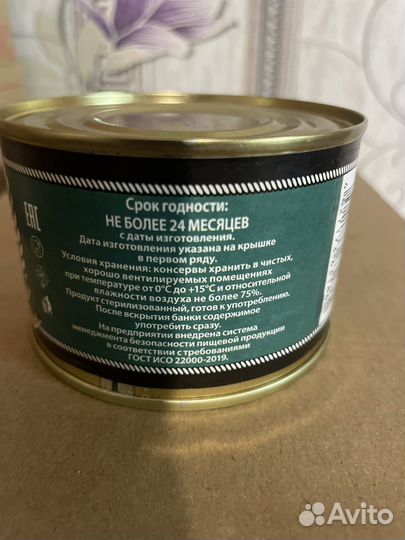 Срок годности:
НЕ БОЛЕЕ 24 МЕСЯЦЕВ
с даты изготовления.
Дата изготовления указана на крышке
в первом ряду.
Условия хранения: консервы хранить в чистых,
хорошо вентилируемых помещениях
при температуре от 0°С до +15°С и относительной
влажности воздуха не более 75%.
Продукт стерилизованный, готов к употреблению.
После вскрытия банки содержимое
употребить сразу.
На предприятии внедрена система
менеджмента безопасности пищевой продукции
в соответствии с требованиями
ГОСТ ИСО 22000-2019.
EAC
Avito